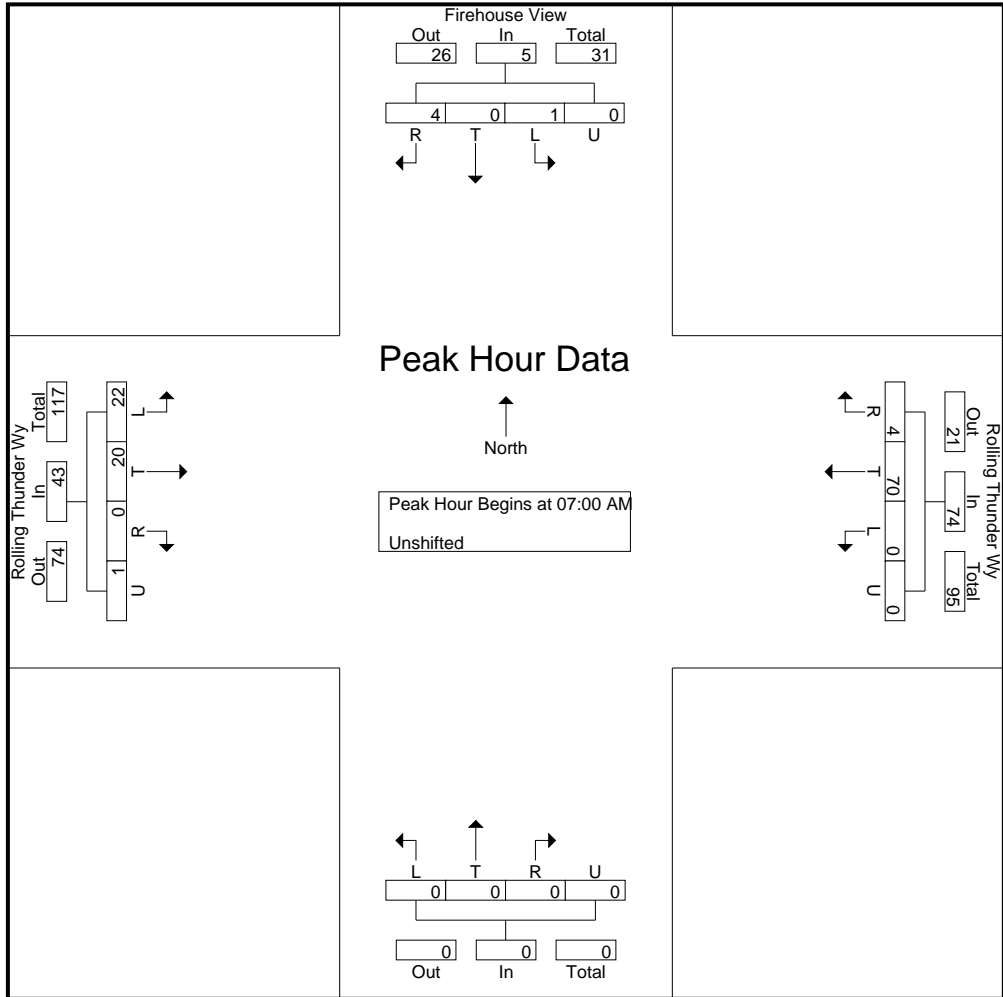 Firehouse View
Out In Total
26 5 31
4 0 1 0
R T L U
Peak Hour Data
North
Peak Hour Begins at 07:00 AM
Unshifted
Rolling Thunder Wy
Total In Out
117 43 74
22 20 0 1
L T R U
Rolling Thunder Wy
Out In Total
21 74 95
4 70 0 0
R T L U
L T R U
0 0 0 0
0 0 0
Out In Total